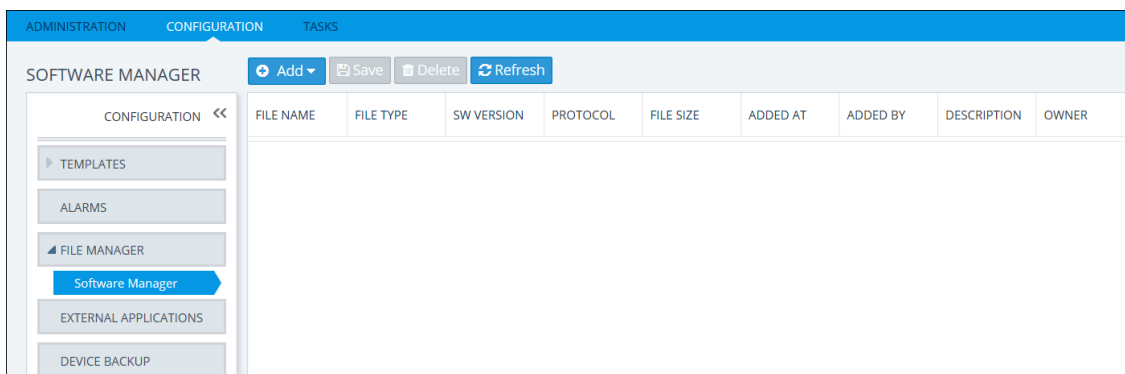 ADMINISTRATION CONFIGURATION TASKS
SOFTWARE MANAGER
Add Save Delete Refresh
CONFIGURATION <<
FILE NAME FILE TYPE SW VERSION PROTOCOL FILE SIZE ADDED AT ADDED BY DESCRIPTION OWNER
TEMPLATES
ALARMS
FILE MANAGER
Software Manager
EXTERNAL APPLICATIONS
DEVICE BACKUP